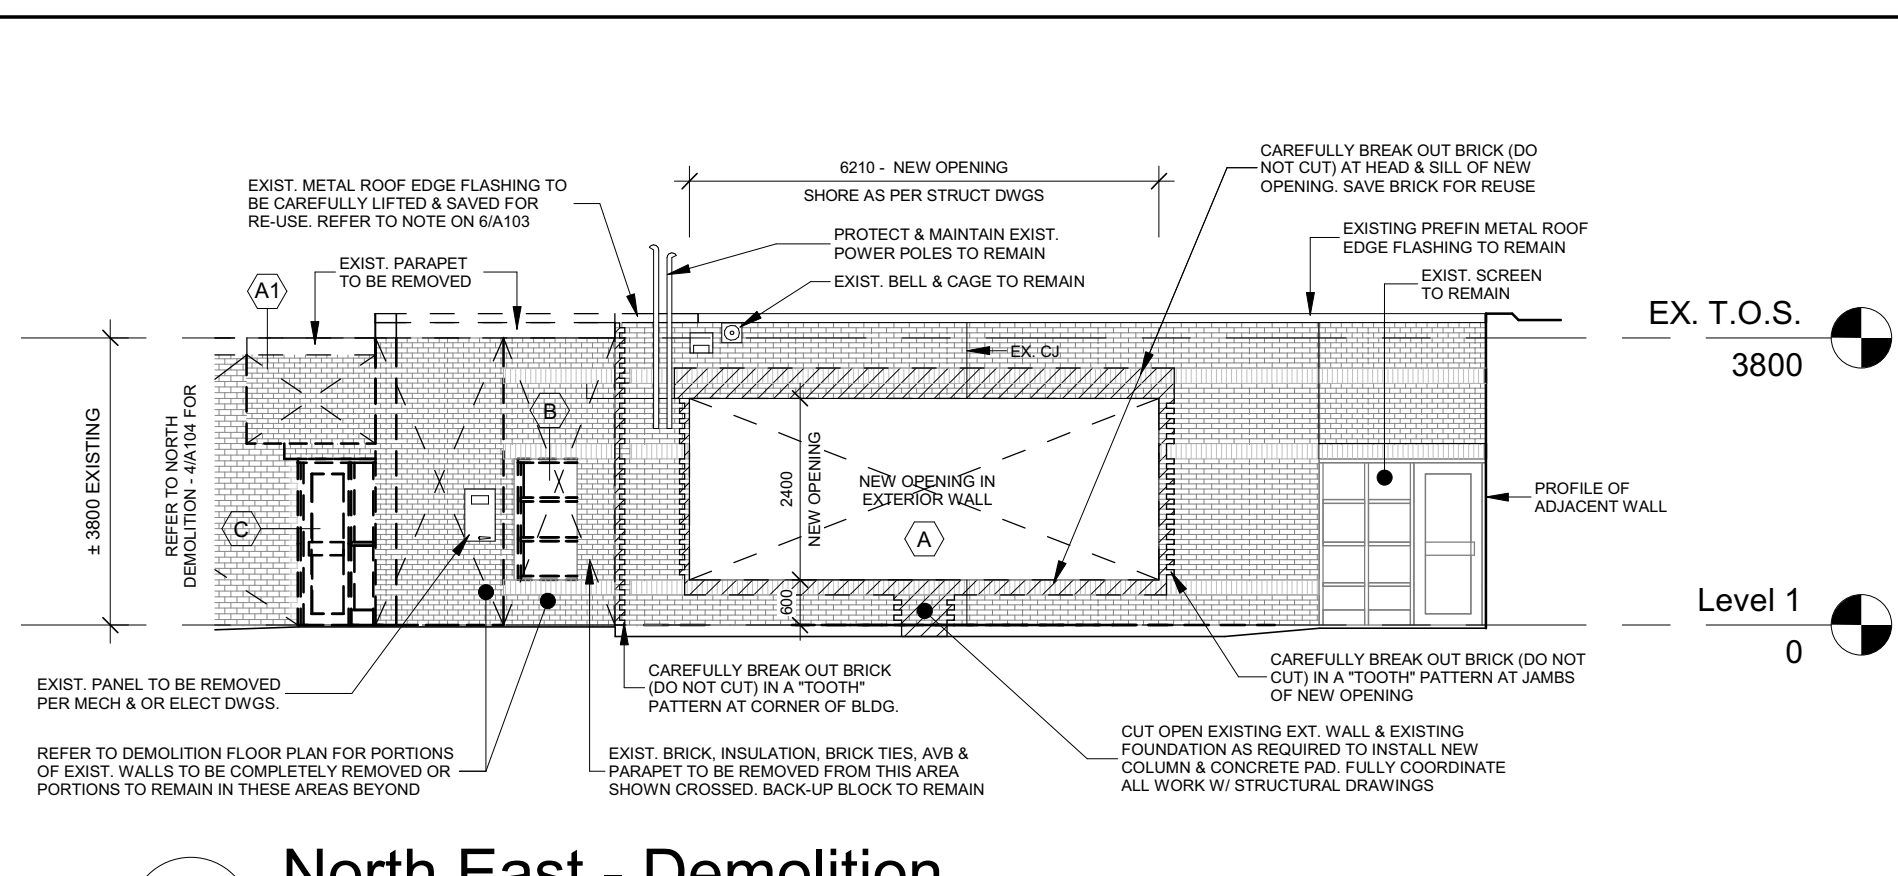 CAREFULLY BREAK OUT BRICK (DO
NOT CUT) AT HEAD & SILL OF NEW
OPENING. SAVE BRICK FOR REUSE
6210 - NEW OPENING
SHORE AS PER STRUCT DWGS
EXIST. METAL ROOF EDGE FLASHING TO
BE CAREFULLY LIFTED & SAVED FOR
RE-USE. REFER TO NOTE ON 6/A103
PROTECT & MAINTAIN EXIST.
POWER POLES TO REMAIN
EXISTING PREFIN METAL ROOF
EDGE FLASHING TO REMAIN
EXIST. PARAPET
TO BE REMOVED
EXIST. BELL & CAGE TO REMAIN
EXIST. SCREEN
TO REMAIN
A1
EX. T.O.S.
3800
EX. CJ
± 3800 EXISTING
REFER TO NORTH
DEMOLITION - 4/A104 FOR
B
C
2400
NEW OPENING
NEW OPENING IN
EXTERIOR WALL
A
600
PROFILE OF
ADJACENT WALL
Level 1
0
EXIST. PANEL TO BE REMOVED
PER MECH & OR ELECT DWGS.
CAREFULLY BREAK OUT BRICK
(DO NOT CUT) IN A "TOOTH"
PATTERN AT CORNER OF BLDG.
CAREFULLY BREAK OUT BRICK (DO NOT
CUT) IN A "TOOTH" PATTERN AT JAMBS
OF NEW OPENING
REFER TO DEMOLITION FLOOR PLAN FOR PORTIONS
OF EXIST. WALLS TO BE COMPLETELY REMOVED OR
PORTIONS TO REMAIN IN THESE AREAS BEYOND
EXIST. BRICK, INSULATION, BRICK TIES, AVB &
PARAPET TO BE REMOVED FROM THIS AREA
SHOWN CROSSED. BACK-UP BLOCK TO REMAIN
CUT OPEN EXISTING EXT. WALL & EXISTING
FOUNDATION AS REQUIRED TO INSTALL NEW
COLUMN & CONCRETE PAD. FULLY COORDINATE
ALL WORK W/ STRUCTURAL DRAWINGS
North East - Demolition